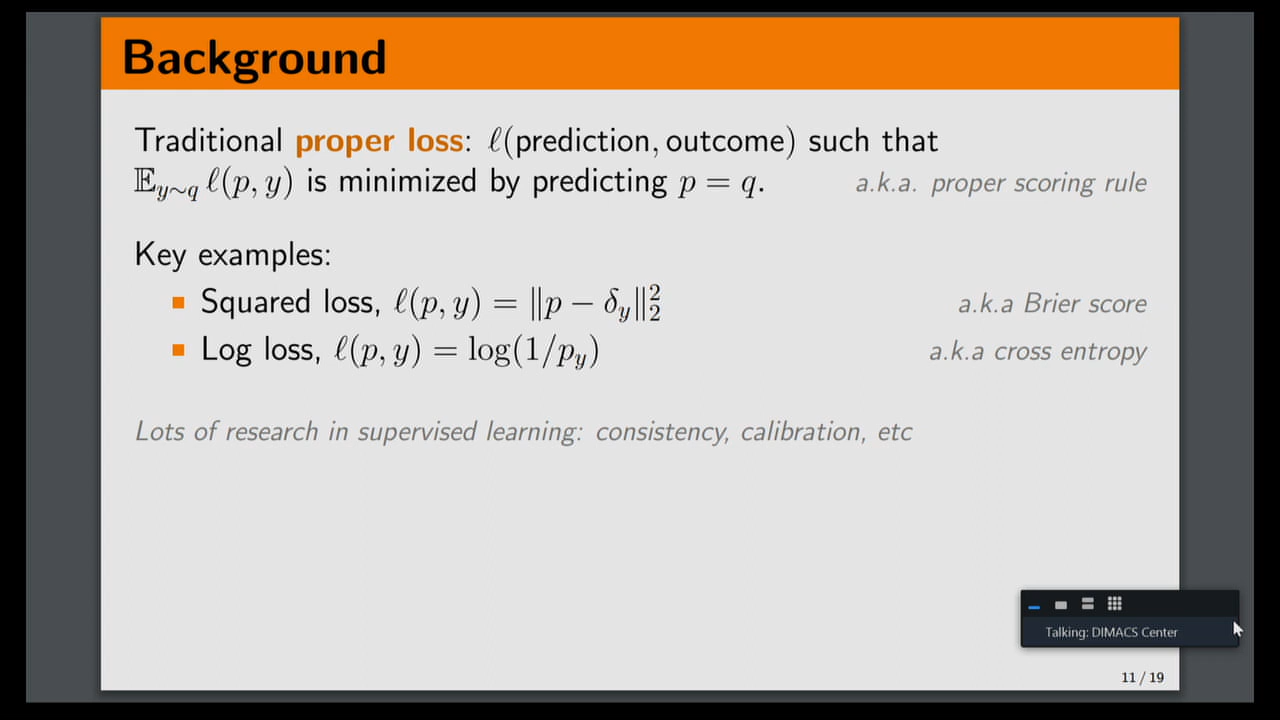 Background
Traditional proper loss: ℓ(prediction, outcome) such that
𝔼_{y∼q} ℓ(p, y) is minimized by predicting p = q. a.k.a. proper scoring rule
Key examples:
Squared loss, ℓ(p, y) = ‖p − δ_y‖₂² a.k.a Brier score
Log loss, ℓ(p, y) = log(1/p_y) a.k.a cross entropy
Lots of research in supervised learning: consistency, calibration, etc
Talking: DIMACS Center
11 / 19